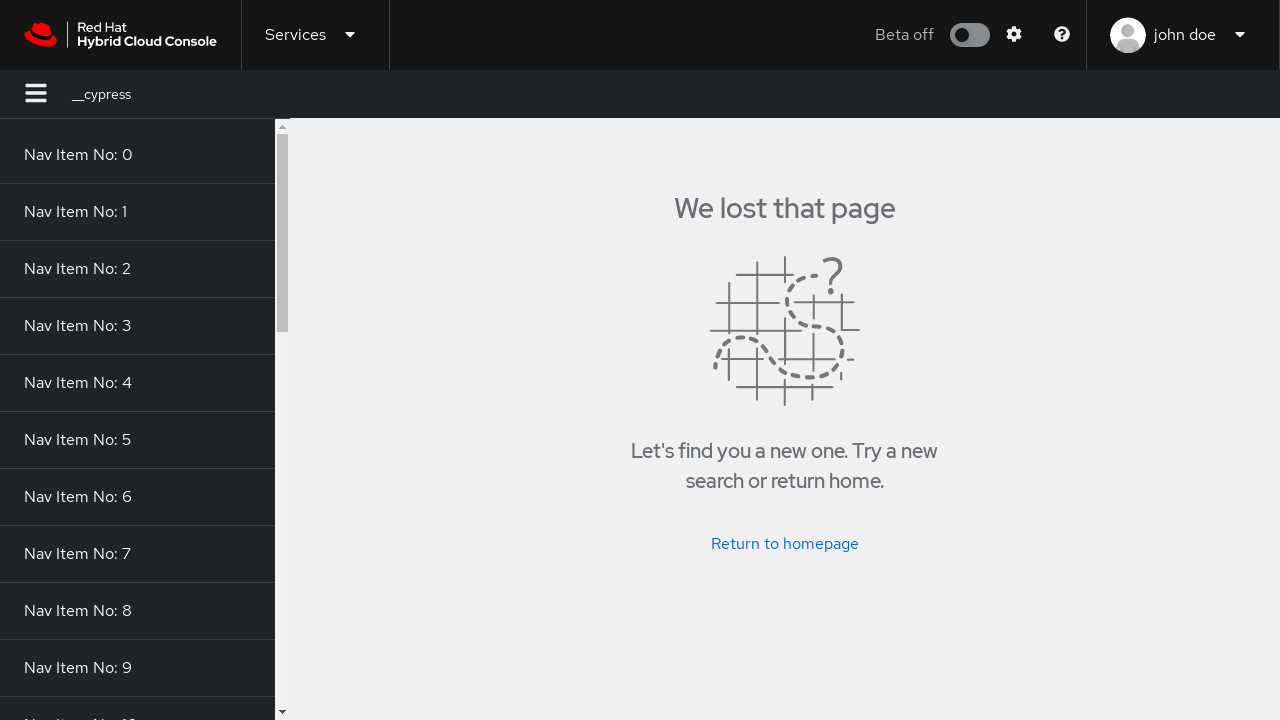 Red Hat
Hybrid Cloud Console
Services
Beta off
john doe
__cypress
Nav Item No: 0
Nav Item No: 1
Nav Item No: 2
Nav Item No: 3
Nav Item No: 4
Nav Item No: 5
Nav Item No: 6
Nav Item No: 7
Nav Item No: 8
Nav Item No: 9
We lost that page
?
Let's find you a new one. Try a new
search or return home.
Return to homepage